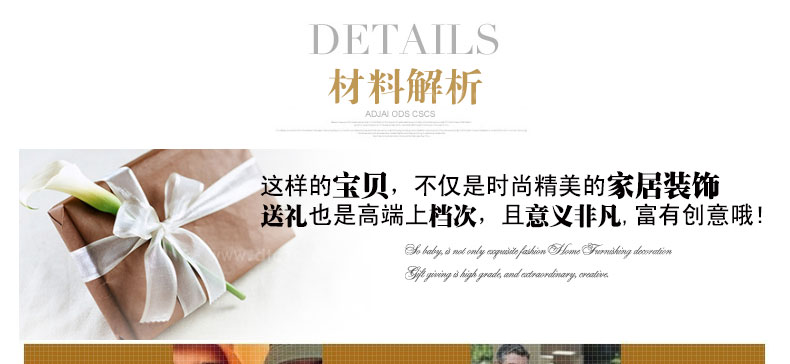 DETAILS
材料解析
ADJAI ODS CSCS
这样的宝贝，不仅是时尚精美的家居装饰
送礼也是高端上档次，且意义非凡，富有创意哦！
So baby, is not only exquisite fashion Home Furnishing decoration
Gift giving is high grade, and extraordinary, creative.